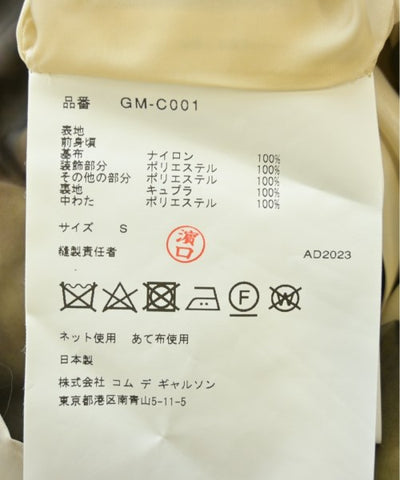 品番 GM-C001
表地
前身頃
基布 ナイロン 100%
装飾部分 ポリエステル 100%
その他の部分 ポリエステル 100%
裏地 キュプラ 100%
中わた ポリエステル 100%
サイズ S
縫製責任者 濱口 AD2023
F W
ネット使用 あて布使用
日本製
株式会社 コム デ ギャルソン
東京都港区南青山5-11-5